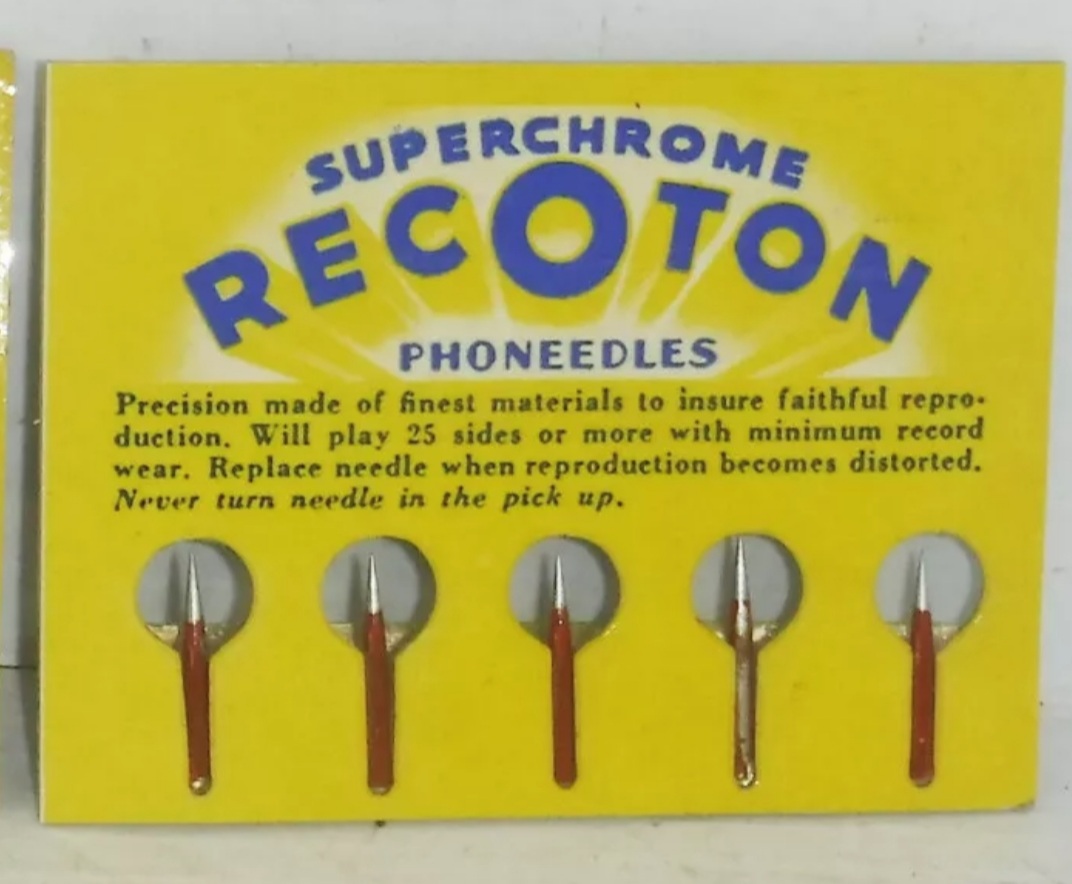 SUPERCHROME
RECOTON
PHONEEDLES
Precision made of finest materials to insure faithful repro-
duction. Will play 25 sides or more with minimum record
wear. Replace needle when reproduction becomes distorted.
Never turn needle in the pick up.